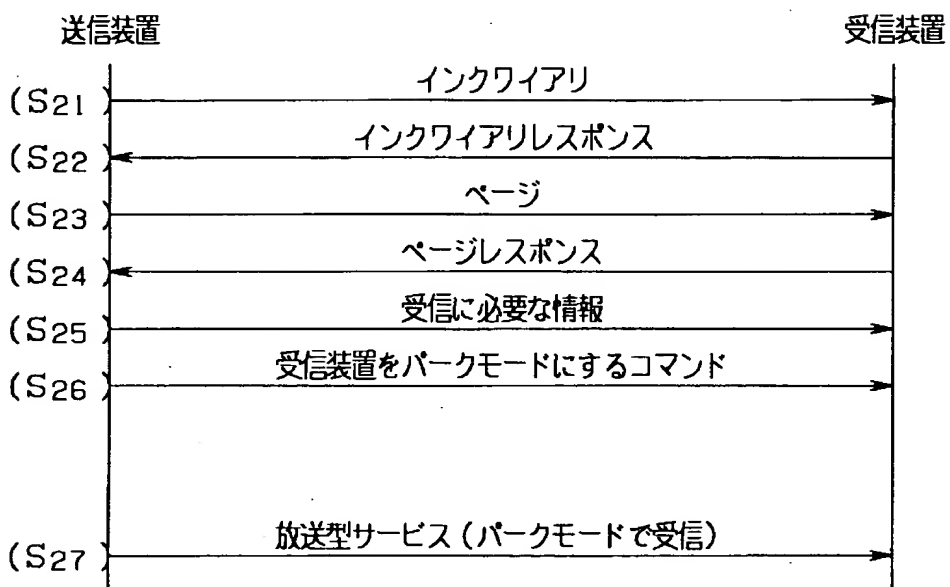 送信装置 受信装置
(S21) インクワイアリ
(S22) インクワイアリレスポンス
(S23) ページ
(S24) ページレスポンス
(S25) 受信に必要な情報
(S26) 受信装置をパークモードにするコマンド
(S27) 放送型サービス(パークモードで受信)